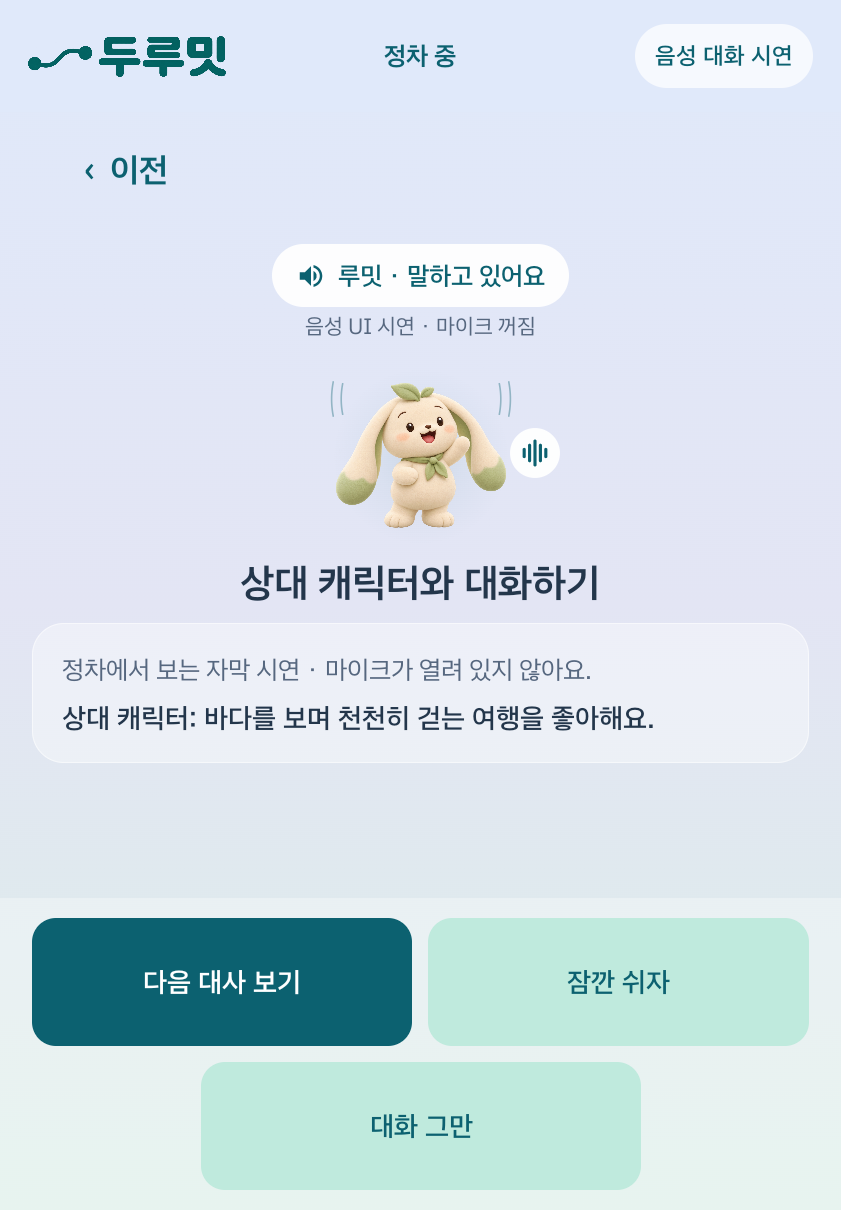 두루밋
정차 중
음성 대화 시연
‹ 이전
루밋 · 말하고 있어요
음성 UI 시연 · 마이크 꺼짐
상대 캐릭터와 대화하기
정차에서 보는 자막 시연 · 마이크가 열려 있지 않아요.
상대 캐릭터: 바다를 보며 천천히 걷는 여행을 좋아해요.
다음 대사 보기
잠깐 쉬자
대화 그만